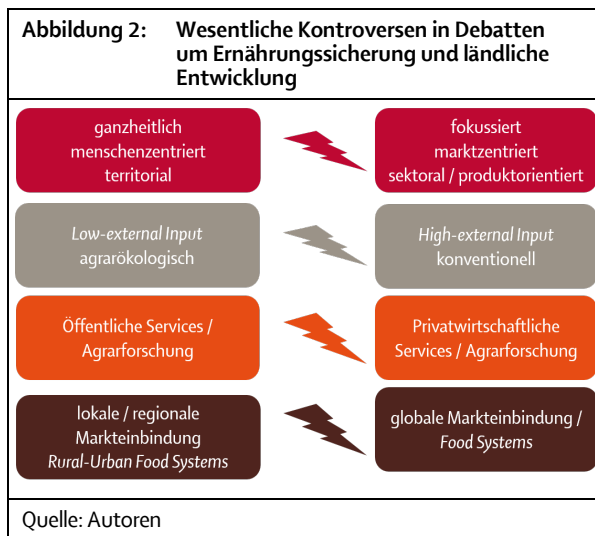 Abbildung 2: Wesentliche Kontroversen in Debatten
um Ernährungssicherung und ländliche
Entwicklung
ganzheitlich
menschenzentriert
territorial
fokussiert
marktzentriert
sektoral / produktorientiert
Low-external Input
agrarökologisch
High-external Input
konventionell
Öffentliche Services /
Agrarforschung
Privatwirtschaftliche
Services / Agrarforschung
lokale / regionale
Markteinbindung
Rural-Urban Food Systems
globale Markteinbindung /
Food Systems
Quelle: Autoren